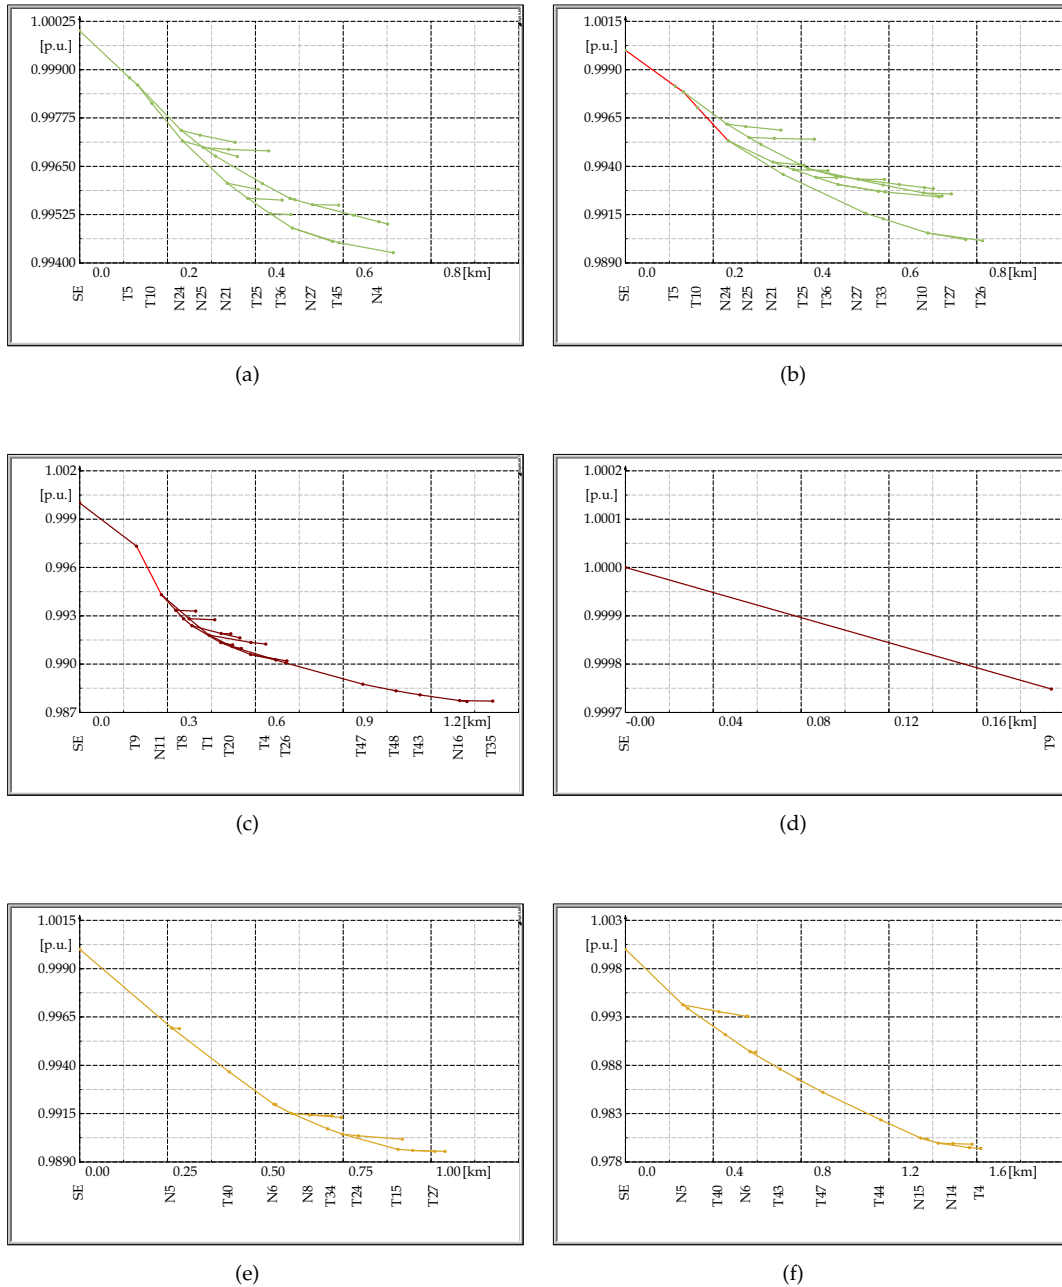 1.00025
[p.u.]
0.99900
0.99775
0.99650
0.99525
0.99400
0.0 0.2 0.4 0.6 0.8 [km]
SE T5 T10 N24 N25 N21 T25 T36 N27 T45 N4
(a)
1.0015
[p.u.]
0.9990
0.9965
0.9940
0.9915
0.9890
0.0 0.2 0.4 0.6 0.8 [km]
SE T5 T10 N24 N25 N21 T25 T36 N27 T33 N10 T27 T26
(b)
1.002
[p.u.]
0.999
0.996
0.993
0.990
0.987
0.0 0.3 0.6 0.9 1.2 [km]
SE T9 N11 T8 T1 T20 T4 T26 T47 T48 T43 N16 T35
(c)
1.0002
[p.u.]
1.0001
1.0000
0.9999
0.9998
0.9997
-0.00 0.04 0.08 0.12 0.16 [km]
SE T9
(d)
1.0015
[p.u.]
0.9990
0.9965
0.9940
0.9915
0.9890
0.00 0.25 0.50 0.75 1.00 [km]
SE N5 T40 N6 N8 T34 T24 T15 T27
(e)
1.003
[p.u.]
0.998
0.993
0.988
0.983
0.978
0.0 0.4 0.8 1.2 1.6 [km]
SE N5 T40 N6 T43 T47 T44 N15 N14 T4
(f)